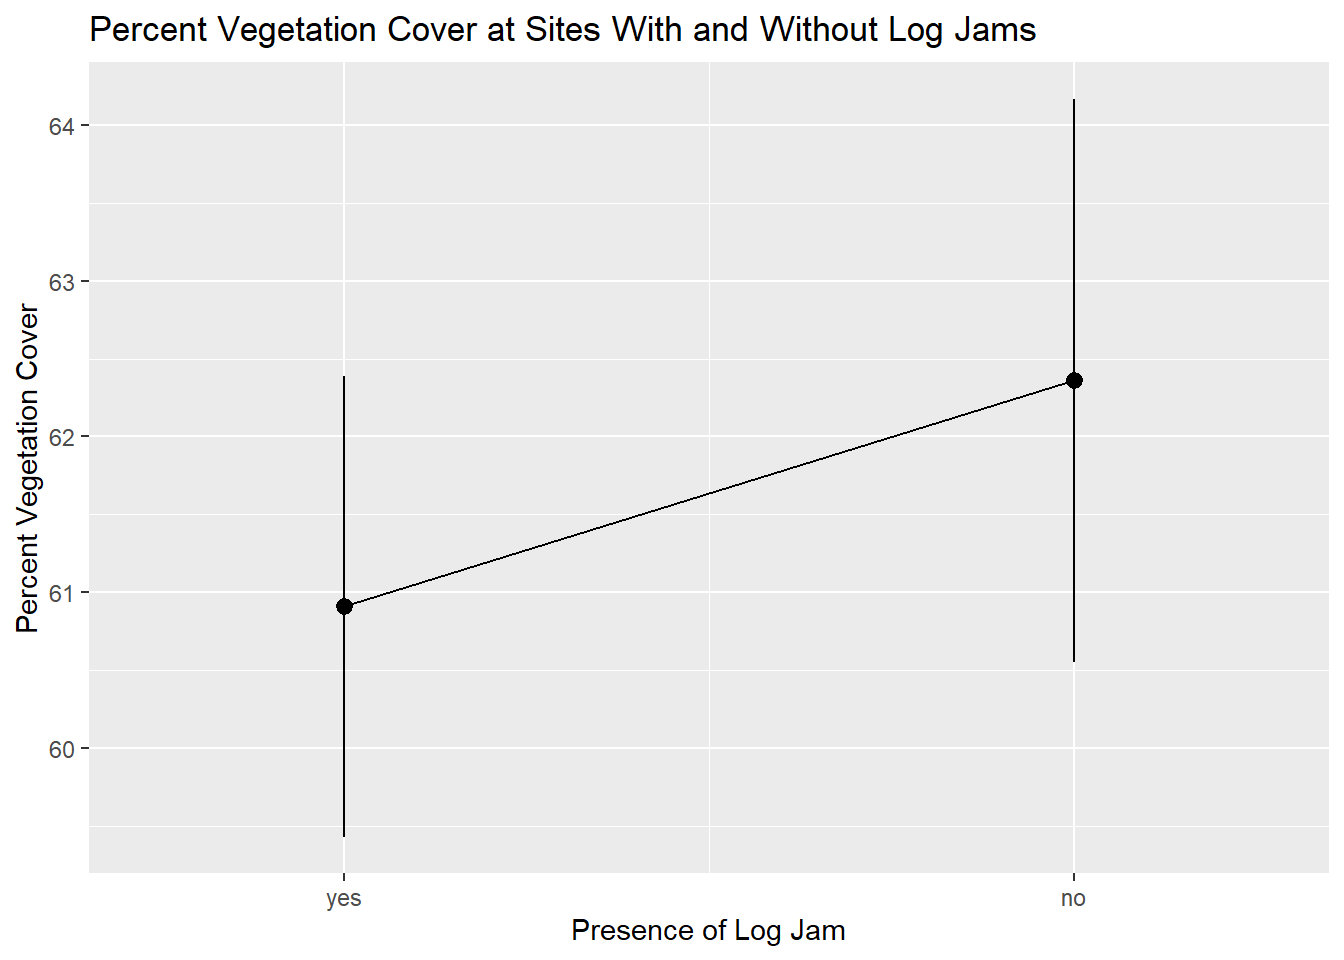 Percent Vegetation Cover at Sites With and Without Log Jams
Percent Vegetation Cover
64
63
62
61
60
yes
no
Presence of Log Jam